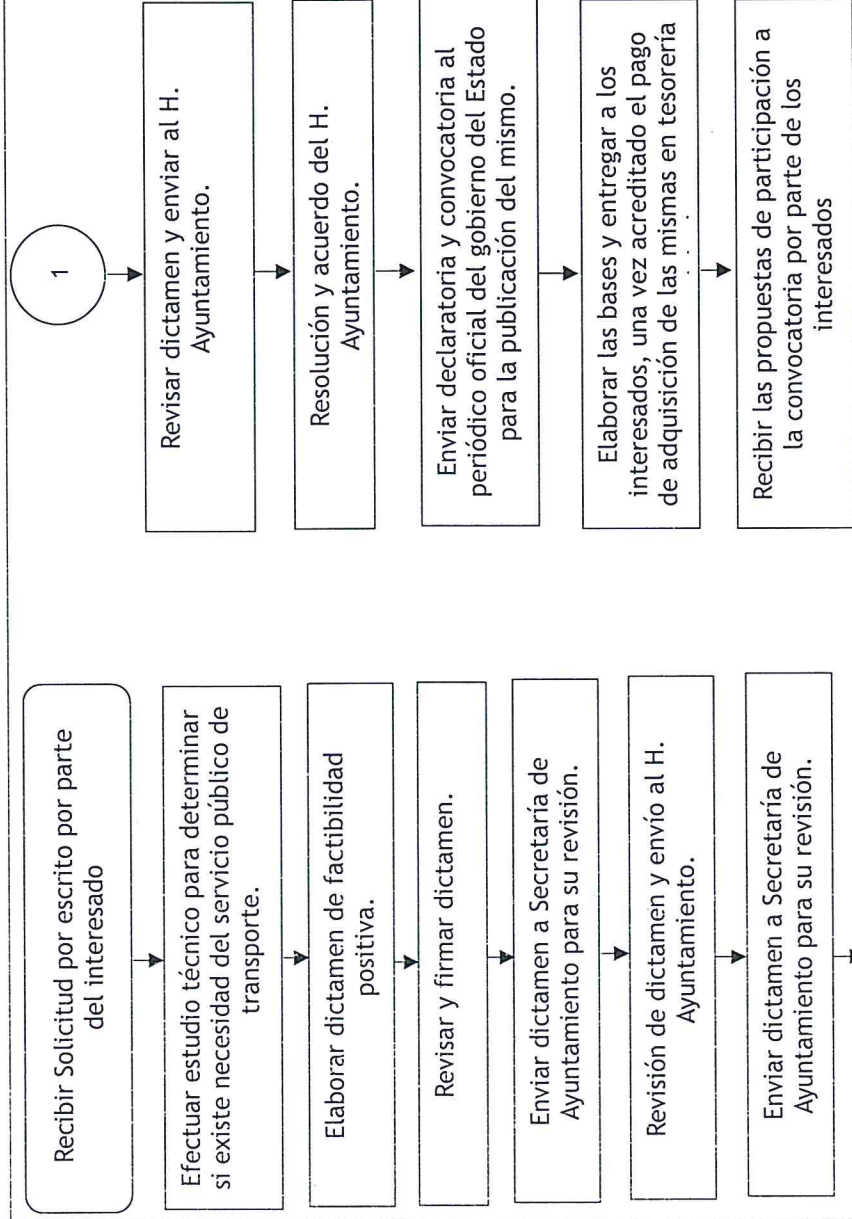 Recibir Solicitud por escrito por parte
del interesado
Efectuar estudio técnico para determinar
si existe necesidad del servicio público de
transporte.
Elaborar dictamen de factibilidad
positiva.
Revisar y firmar dictamen.
Enviar dictamen a Secretaría de
Ayuntamiento para su revisión.
Revisión de dictamen y envío al H.
Ayuntamiento.
Enviar dictamen a Secretaría de
Ayuntamiento para su revisión.
1
Revisar dictamen y enviar al H.
Ayuntamiento.
Resolución y acuerdo del H.
Ayuntamiento.
Enviar declaratoria y convocatoria al
periódico oficial del gobierno del Estado
para la publicación del mismo.
Elaborar las bases y entregar a los
interesados, una vez acreditado el pago
de adquisición de las mismas en tesorería
Recibir las propuestas de participación a
la convocatoria por parte de los
interesados